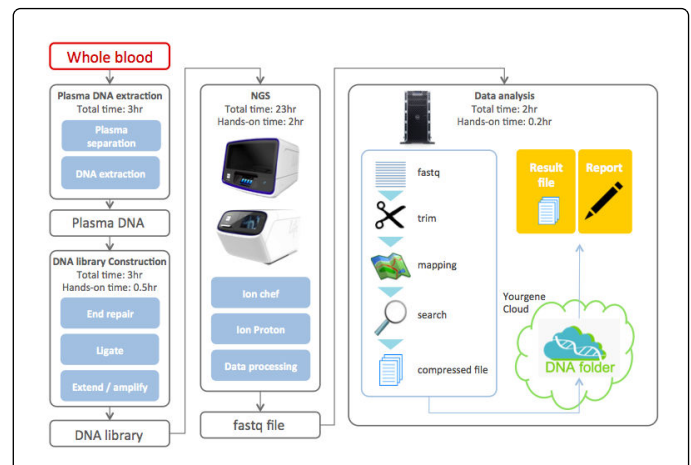 Whole blood
Plasma DNA extraction
Total time: 3hr
Plasma
separation
DNA extraction
Plasma DNA
DNA library Construction
Total time: 3hr
Hands-on time: 0.5hr
End repair
Ligate
Extend / amplify
DNA library
NGS
Total time: 23hr
Hands-on time: 2hr
Ion chef
Ion Proton
Data processing
fastq file
Data analysis
Total time: 2hr
Hands-on time: 0.2hr
fastq
trim
mapping
search
compressed file
Result
file
Report
Yourgene
Cloud
DNA folder